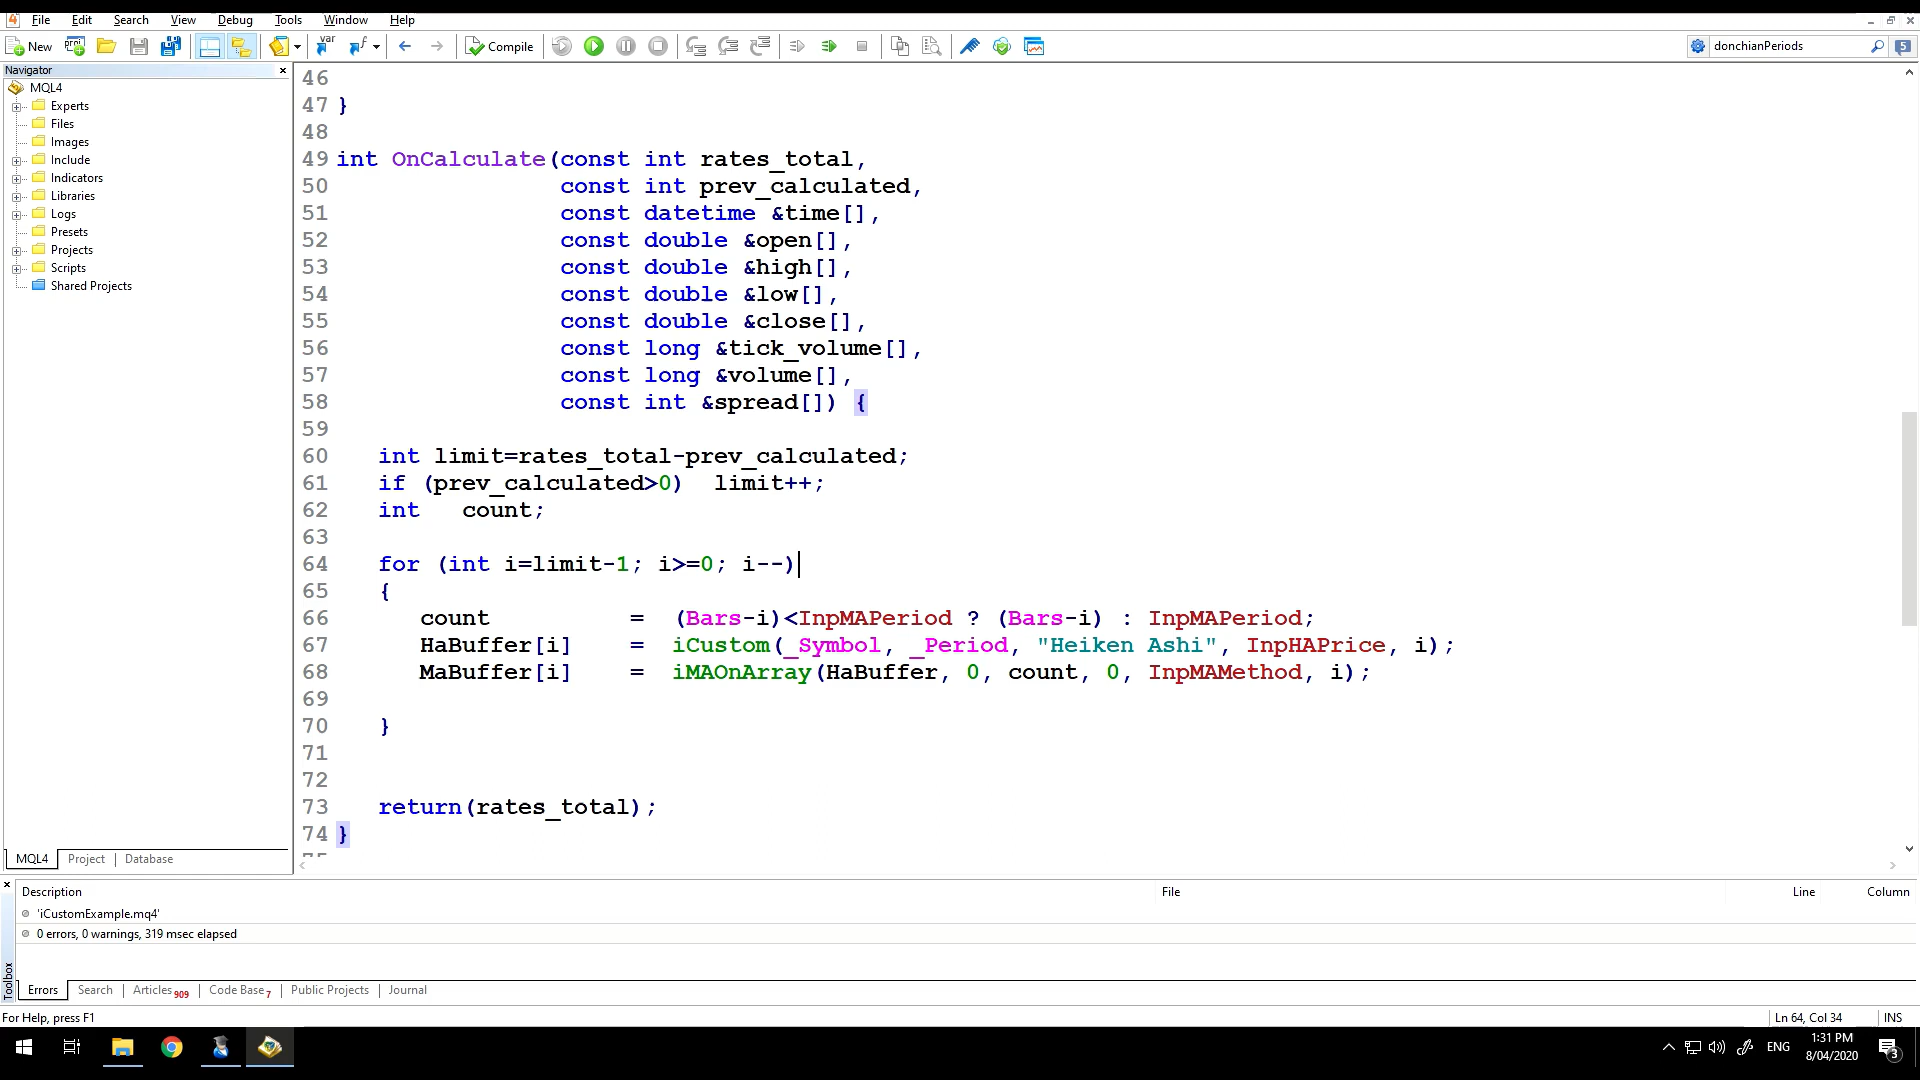 File Edit Search View Debug Tools Window Help
New Compile donchianPeriods 5
Navigator
MQL4
Experts
Files
Images
Include
Indicators
Libraries
Logs
Presets
Projects
Scripts
Shared Projects
MQL4 Project Database
46
47 }
48
49 int OnCalculate(const int rates_total,
50 const int prev_calculated,
51 const datetime &time[],
52 const double &open[],
53 const double &high[],
54 const double &low[],
55 const double &close[],
56 const long &tick_volume[],
57 const long &volume[],
58 const int &spread[]) {
59
60 int limit=rates_total-prev_calculated;
61 if (prev_calculated>0) limit++;
62 int count;
63
64 for (int i=limit-1; i>=0; i--)
65 {
66 count = (Bars-i)<InpMAPeriod ? (Bars-i) : InpMAPeriod;
67 HaBuffer[i] = iCustom(_Symbol, _Period, "Heiken Ashi", InpHAPrice, i);
68 MaBuffer[i] = iMAOnArray(HaBuffer, 0, count, 0, InpMAMethod, i);
69
70 }
71
72
73 return(rates_total);
74 }
Description File Line Column
'iCustomExample.mq4'
0 errors, 0 warnings, 319 msec elapsed
Toolbox
Errors Search Articles 909 Code Base 7 Public Projects Journal
For Help, press F1 Ln 64, Col 34 INS
ENG 1:31 PM
8/04/2020 3